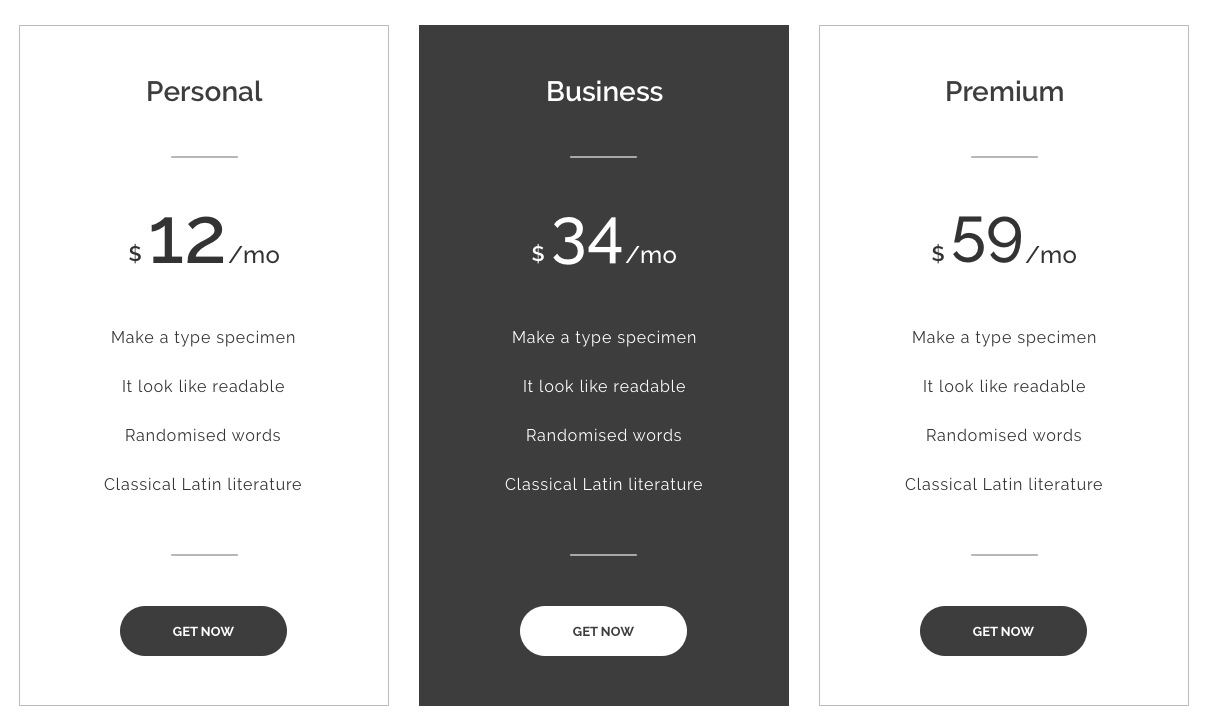 Personal
$ 12 /mo
Make a type specimen
It look like readable
Randomised words
Classical Latin literature
GET NOW
Business
$ 34 /mo
Make a type specimen
It look like readable
Randomised words
Classical Latin literature
GET NOW
Premium
$ 59 /mo
Make a type specimen
It look like readable
Randomised words
Classical Latin literature
GET NOW